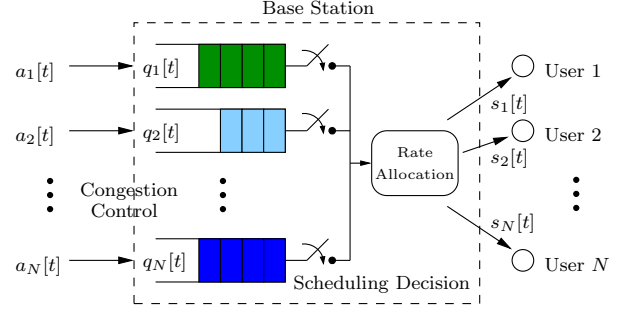 Base Station
a1[t]
q1[t]
User 1
s1[t]
a2[t]
q2[t]
User 2
s2[t]
Rate
Allocation
Congestion
Control
sN[t]
aN[t]
qN[t]
User N
Scheduling Decision